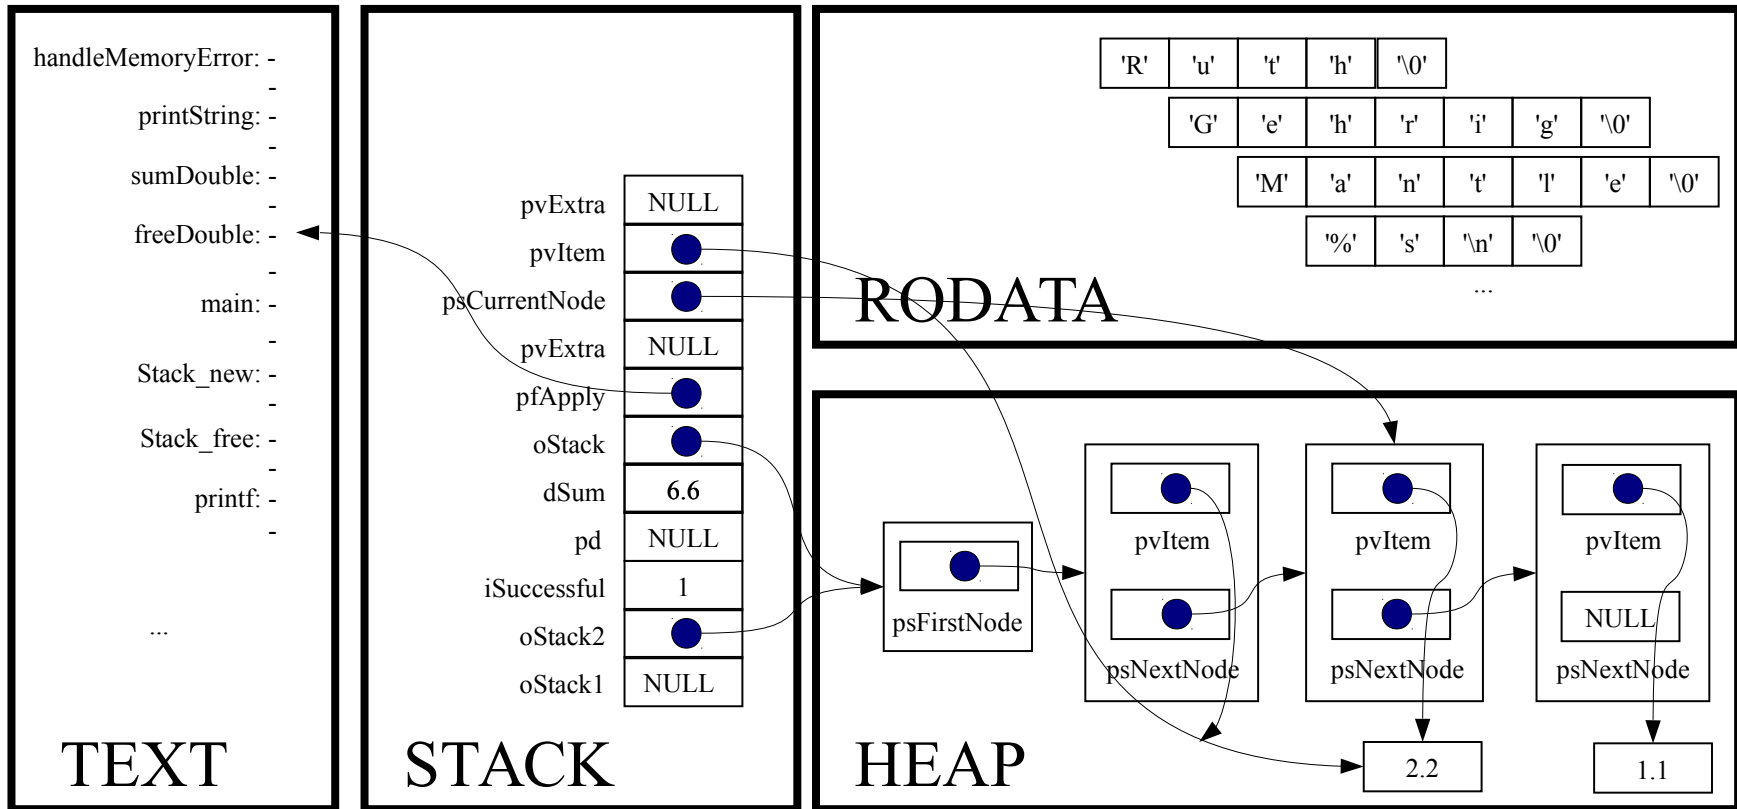 handleMemoryError: -
-
printString: -
-
sumDouble: -
-
freeDouble: -
-
main: -
-
Stack_new: -
-
Stack_free: -
-
printf: -
-
...
TEXT
pvExtra NULL
pvItem
psCurrentNode
pvExtra NULL
pfApply
oStack
dSum 6.6
pd NULL
iSuccessful 1
oStack2
oStack1 NULL
STACK
'R' 'u' 't' 'h' '\0'
'G' 'e' 'h' 'r' 'i' 'g' '\0'
'M' 'a' 'n' 't' 'l' 'e' '\0'
'%' 's' '\n' '\0'
...
RODATA
psFirstNode
pvItem
psNextNode
pvItem
psNextNode
pvItem
NULL
psNextNode
2.2
1.1
HEAP